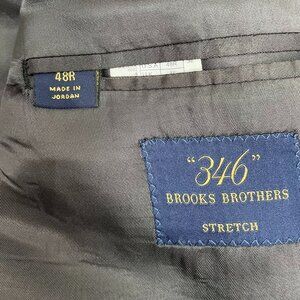 48R
MADE IN
JORDAN
"346"
BROOKS BROTHERS
STRETCH